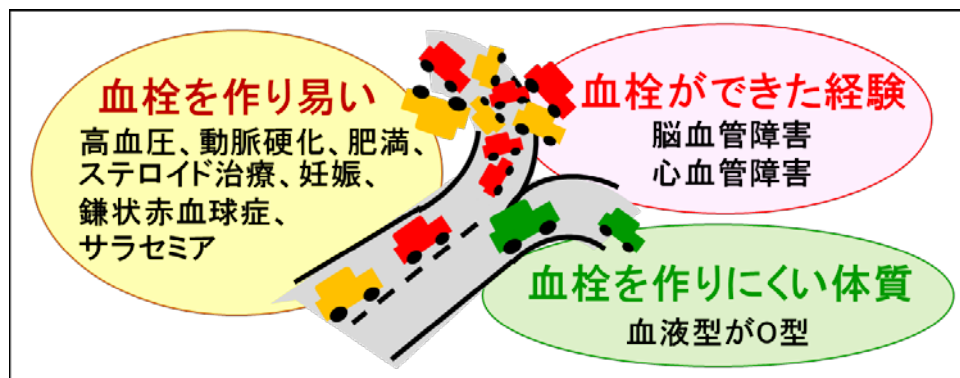 血栓を作り易い
高血圧、動脈硬化、肥満、
ステロイド治療、妊娠、
鎌状赤血球症、
サラセミア
血栓ができた経験
脳血管障害
心血管障害
血栓を作りにくい体質
血液型がO型